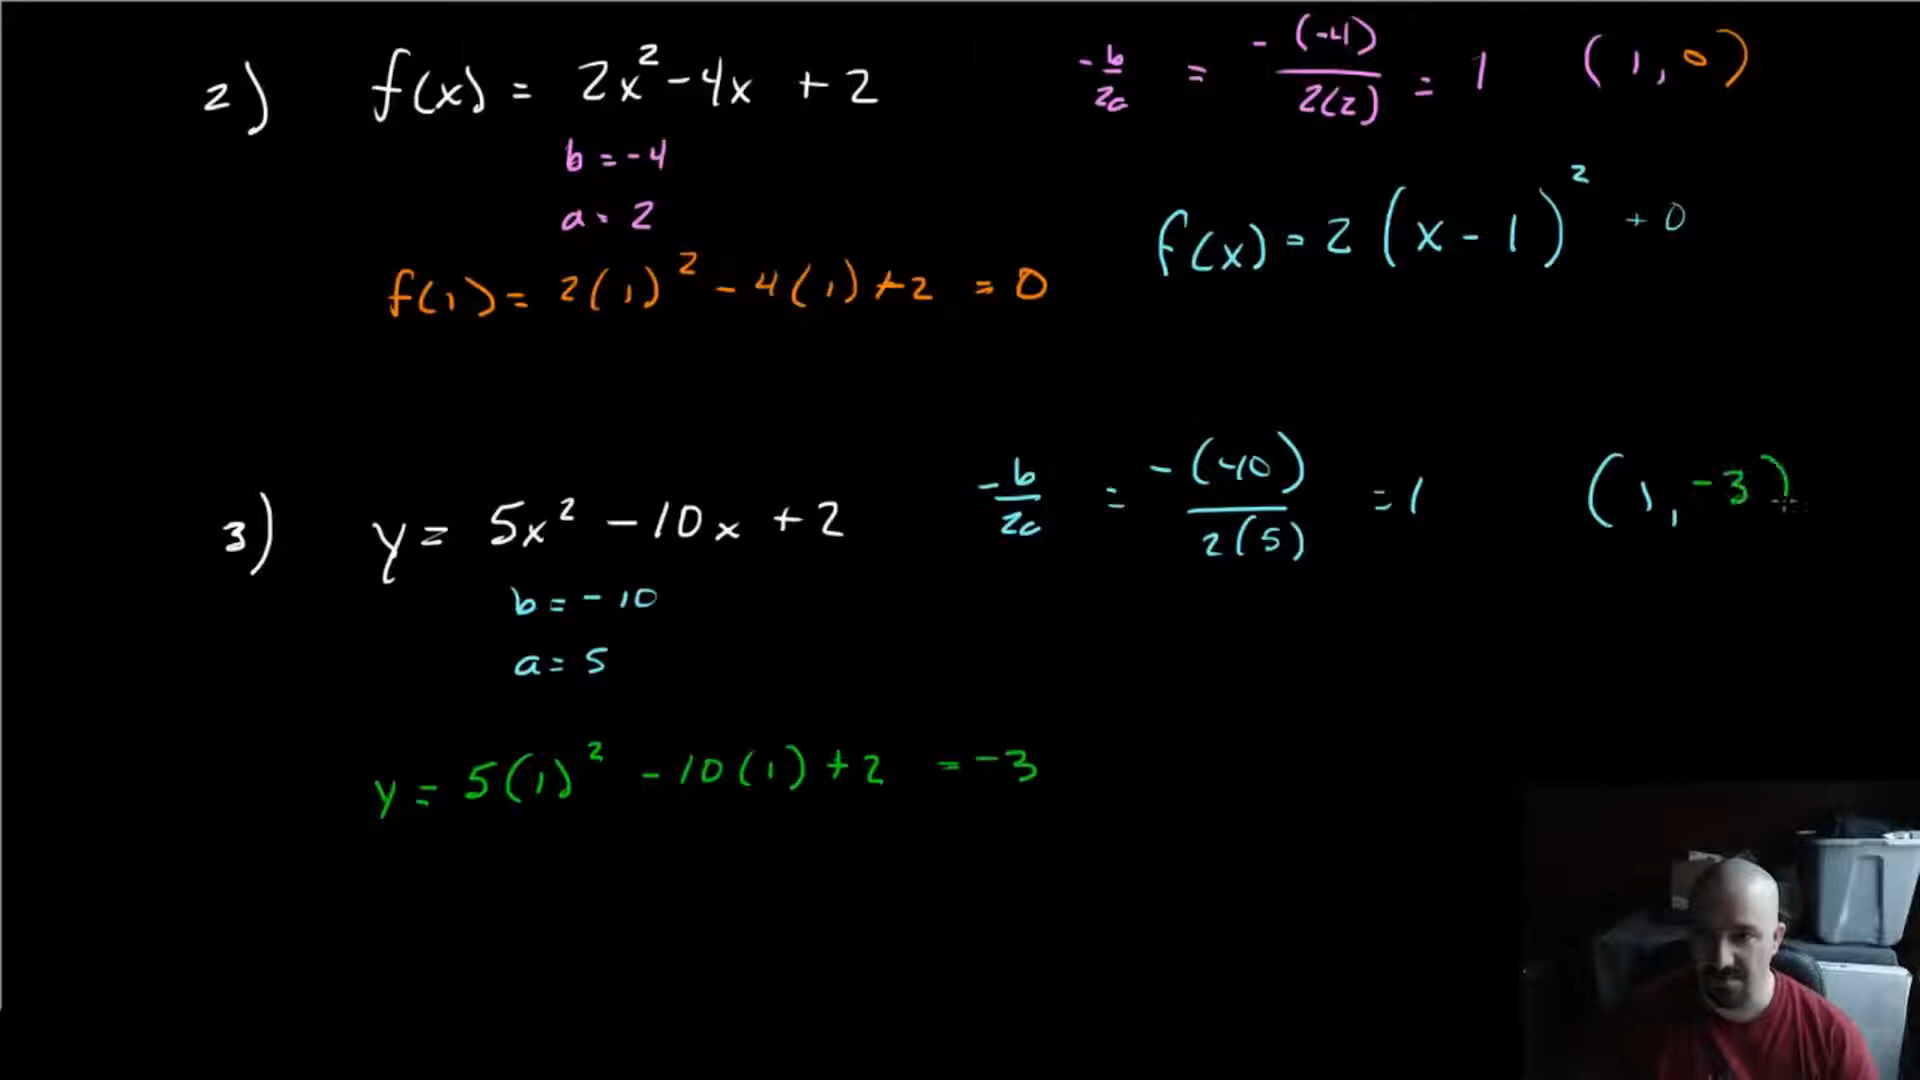 2) f(x) = 2x² - 4x + 2
b = -4
a = 2
f(1) = 2(1)² - 4(1) + 2 = 0
-b/2a = -(-4)/2(2) = 1 (1, 0)
f(x) = 2(x - 1)² + 0
3) y = 5x² - 10x + 2
b = -10
a = 5
y = 5(1)² - 10(1) + 2 = -3
-b/2a = -(-10)/2(5) = 1 (1, -3)